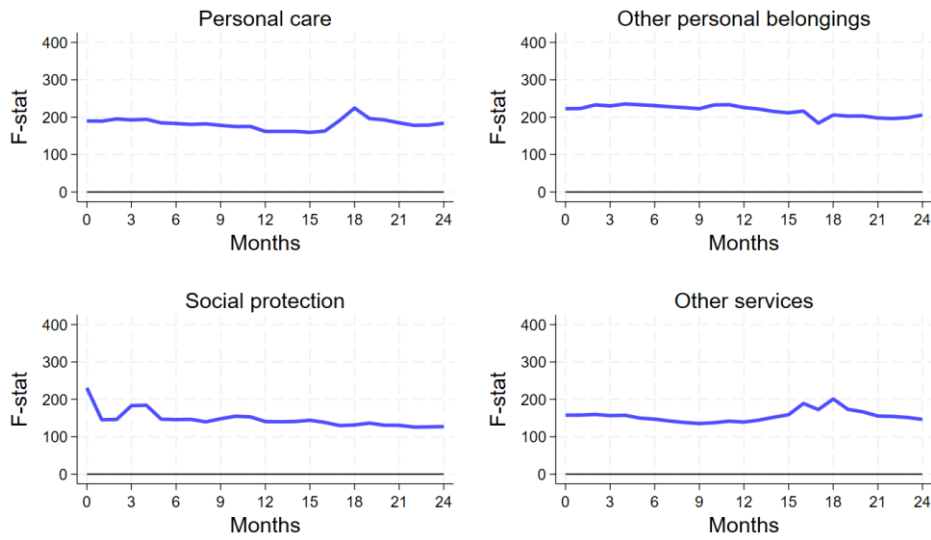 Personal care
400
300
200
100
0
F-stat
0 3 6 9 12 15 18 21 24
Months
Other personal belongings
400
300
200
100
0
F-stat
0 3 6 9 12 15 18 21 24
Months
Social protection
400
300
200
100
0
F-stat
0 3 6 9 12 15 18 21 24
Months
Other services
400
300
200
100
0
F-stat
0 3 6 9 12 15 18 21 24
Months